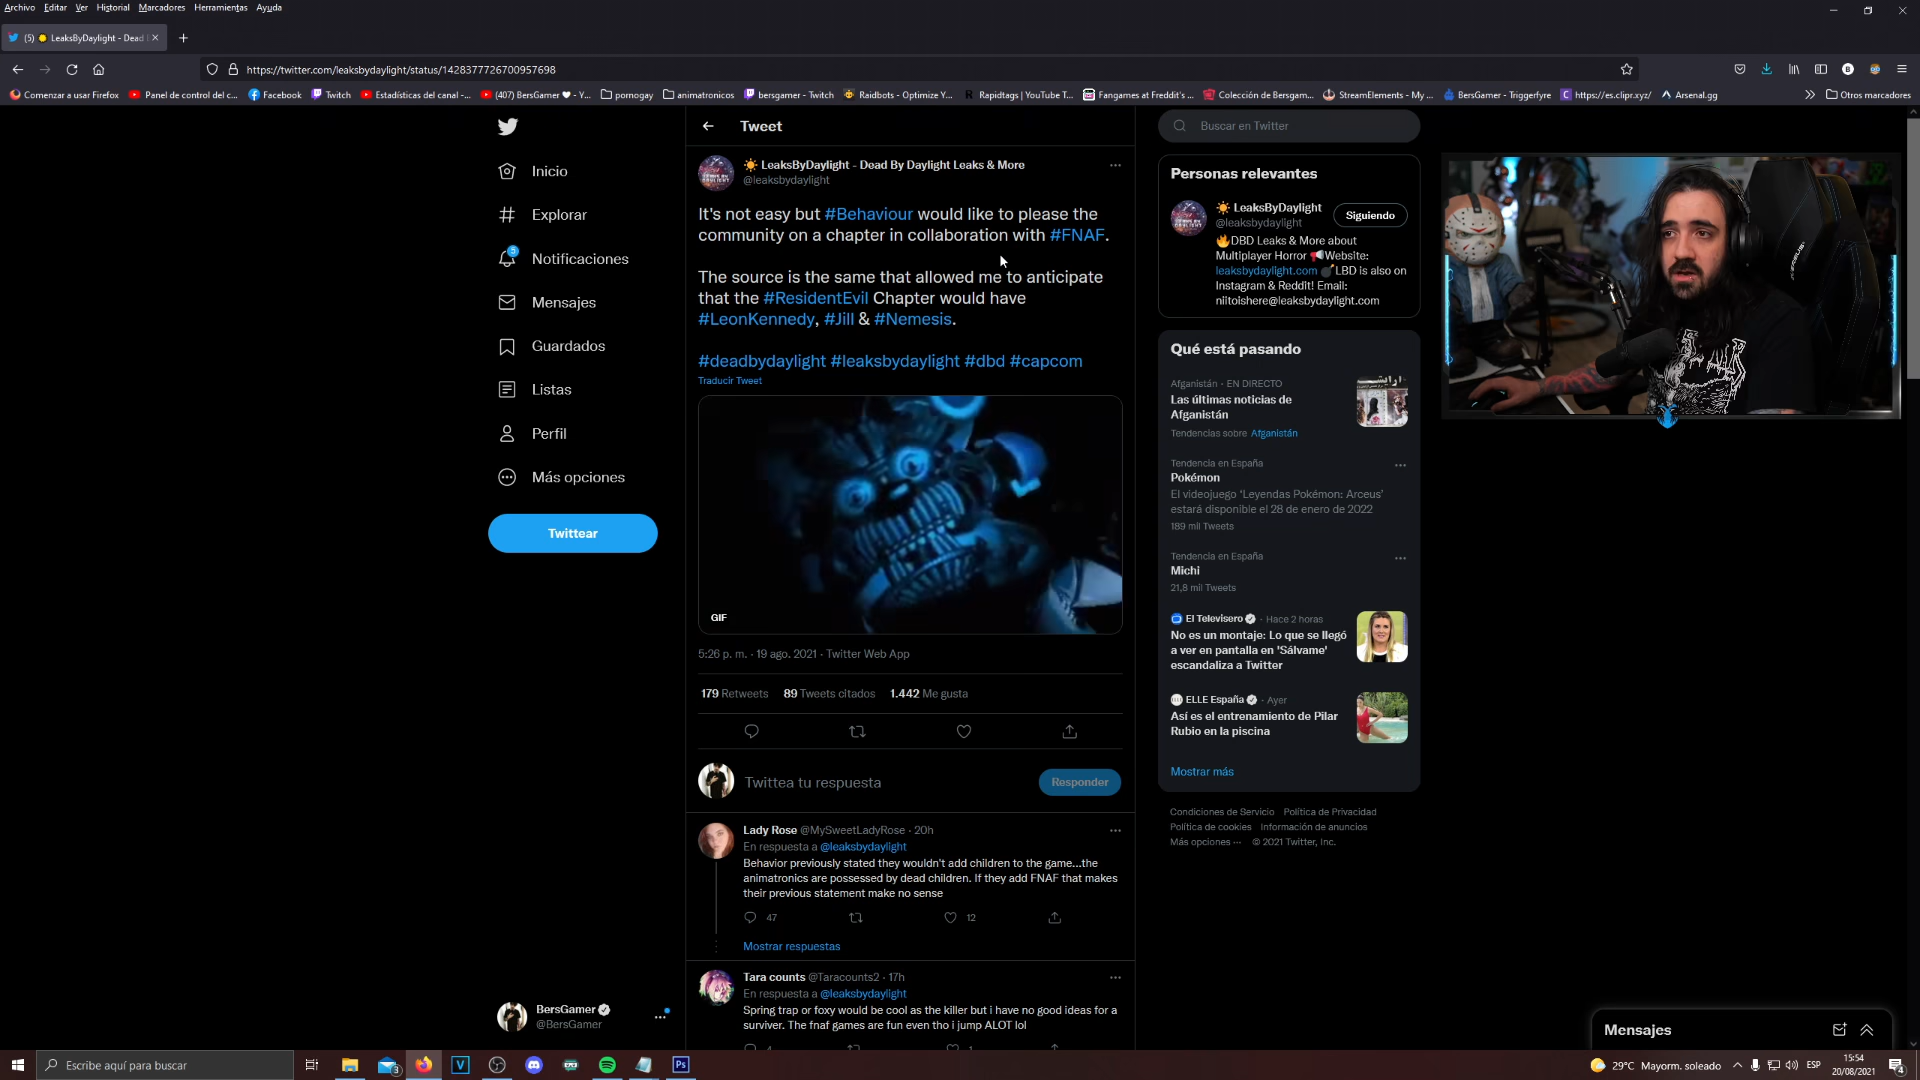 Archivo Editar Ver Historial Marcadores Herramientas Ayuda
(5) LeaksByDaylight - Dead
https://twitter.com/leaksbydaylight/status/1428377726700957698
Comenzar a usar Firefox Panel de control del c... Facebook Twitch Estadísticas del canal -... (407) BersGamer - Y... pornogay animatronicos bersgamer - Twitch Raidbots - Optimize Y... Rapidtags | YouTube T... Fangames at Freddit's ... Colección de Bersgam... StreamElements - My ... BersGamer - Triggerfyre https://es.clipr.xyz/ Arsenal.gg Otros marcadores
Inicio
Explorar
5
Notificaciones
Mensajes
Guardados
Listas
Perfil
Más opciones
Twittear
BersGamer
@BersGamer
Tweet
LeaksByDaylight - Dead By Daylight Leaks & More
@leaksbydaylight
It's not easy but #Behaviour would like to please the
community on a chapter in collaboration with #FNAF.
The source is the same that allowed me to anticipate
that the #ResidentEvil Chapter would have
#LeonKennedy, #Jill & #Nemesis.
#deadbydaylight #leaksbydaylight #dbd #capcom
Traducir Tweet
GIF
5:26 p. m. · 19 ago. 2021 · Twitter Web App
179 Retweets 89 Tweets citados 1.442 Me gusta
Twittea tu respuesta
Responder
Lady Rose @MySweetLadyRose · 20h
En respuesta a @leaksbydaylight
Behavior previously stated they wouldn't add children to the game...the
animatronics are possessed by dead children. If they add FNAF that makes
their previous statement make no sense
47 12
Mostrar respuestas
Tara counts @Taracounts2 · 17h
En respuesta a @leaksbydaylight
Spring trap or foxy would be cool as the killer but i have no good ideas for a
surviver. The fnaf games are fun even tho i jump ALOT lol
Buscar en Twitter
Personas relevantes
LeaksByDaylight
@leaksbydaylight
Siguiendo
DBD Leaks & More about
Multiplayer Horror Website:
leaksbydaylight.com LBD is also on
Instagram & Reddit! Email:
niitoishere@leaksbydaylight.com
Qué está pasando
Afganistán · EN DIRECTO
Las últimas noticias de
Afganistán
Tendencias sobre Afganistán
Tendencia en España
Pokémon
El videojuego 'Leyendas Pokémon: Arceus'
estará disponible el 28 de enero de 2022
189 mil Tweets
Tendencia en España
Michi
21,8 mil Tweets
El Televisero · Hace 2 horas
No es un montaje: Lo que se llegó
a ver en pantalla en 'Sálvame'
escandaliza a Twitter
ELLE España · Ayer
Así es el entrenamiento de Pilar
Rubio en la piscina
Mostrar más
Condiciones de Servicio Política de Privacidad
Política de cookies Información de anuncios
Más opciones ··· © 2021 Twitter, Inc.
Mensajes
Escribe aquí para buscar
29°C Mayorm. soleado
ESP
15:54
20/08/2021